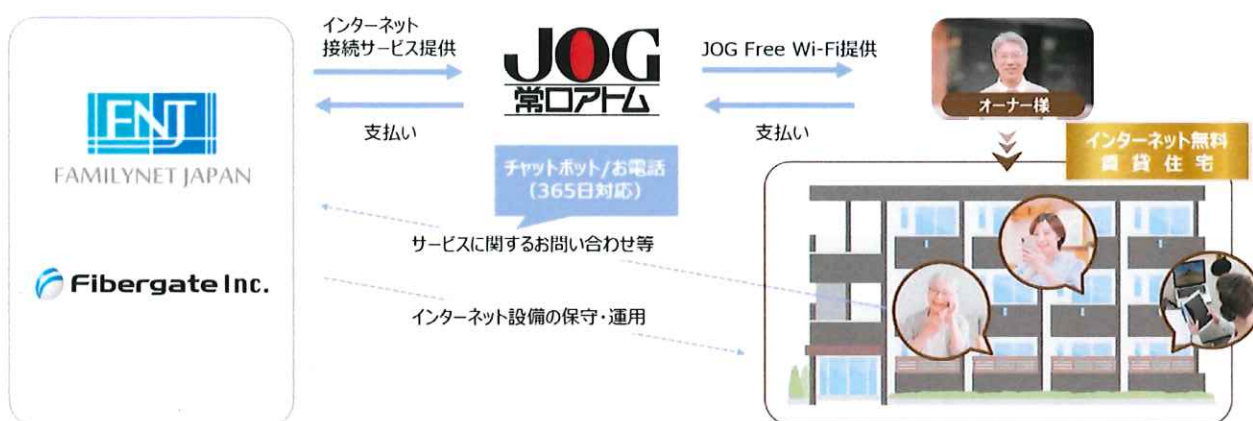 インターネット
接続サービス提供
JOG
常口アトム
JOG Free Wi-Fi提供
オーナー様
支払い
支払い
インターネット無料
賃貸住宅
FNJ
FAMILYNET JAPAN
チャットボット/お電話
(365日対応)
サービスに関するお問い合わせ等
Fibergate Inc.
インターネット設備の保守・運用